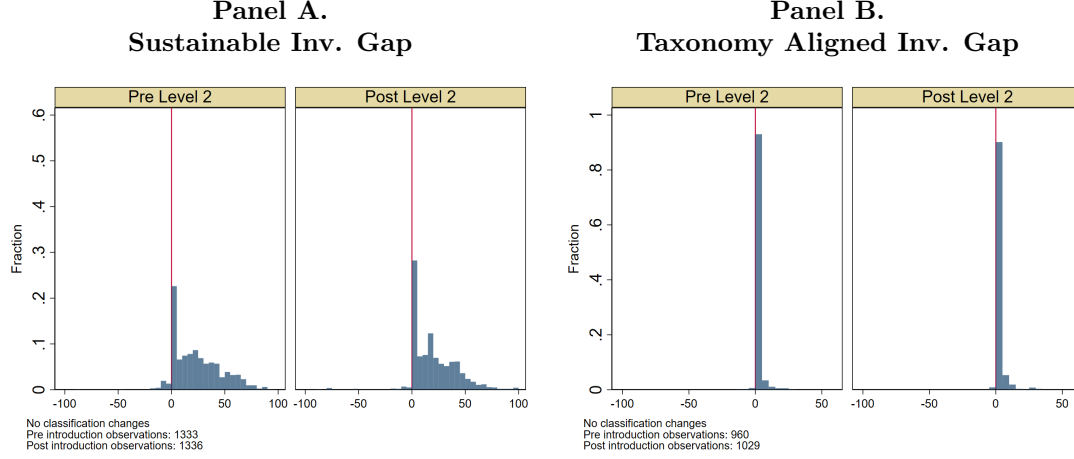 Panel A.
Sustainable Inv. Gap
Pre Level 2
Post Level 2
Fraction
0
.1
.2
.3
.4
.5
.6
-100 -50 0 50 100
-100 -50 0 50 100
No classification changes
Pre introduction observations: 1333
Post introduction observations: 1336
Panel B.
Taxonomy Aligned Inv. Gap
Pre Level 2
Post Level 2
Fraction
0
.2
.4
.6
.8
1
-100 -50 0 50
-100 -50 0 50
No classification changes
Pre introduction observations: 960
Post introduction observations: 1029